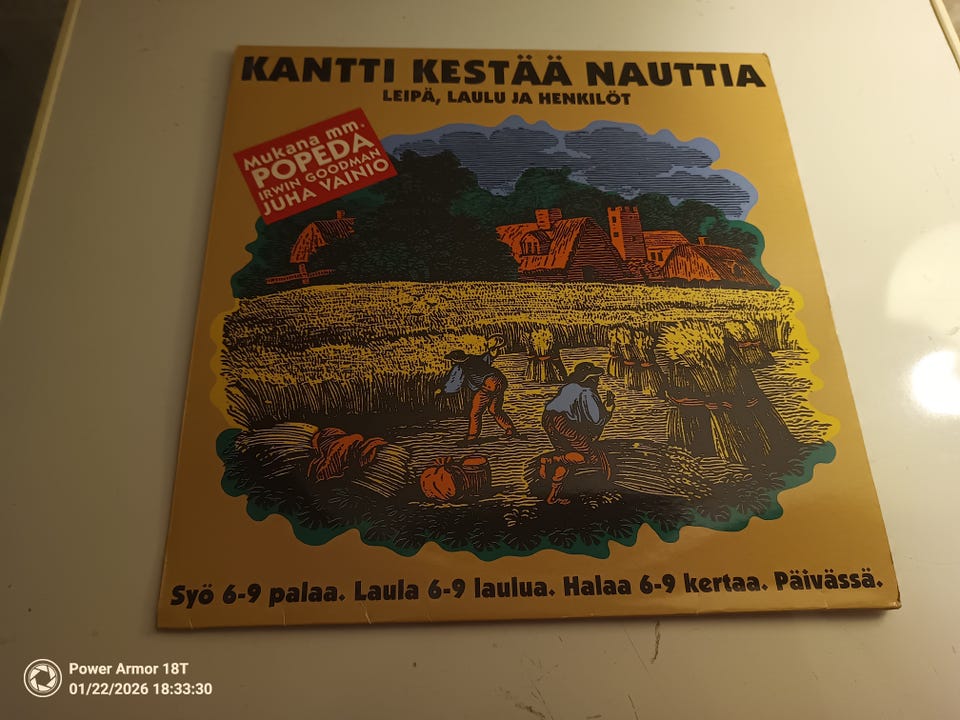 KANTTI KESTÄÄ NAUTTIA
LEIPÄ, LAULU JA HENKILÖT
Mukana mm.
POPEDA
IRWIN GOODMAN
JUHA VAINIO
Syö 6-9 palaa. Laula 6-9 laulua. Halaa 6-9 kertaa. Päivässä.
Power Armor 18T
01/22/2026 18:33:30